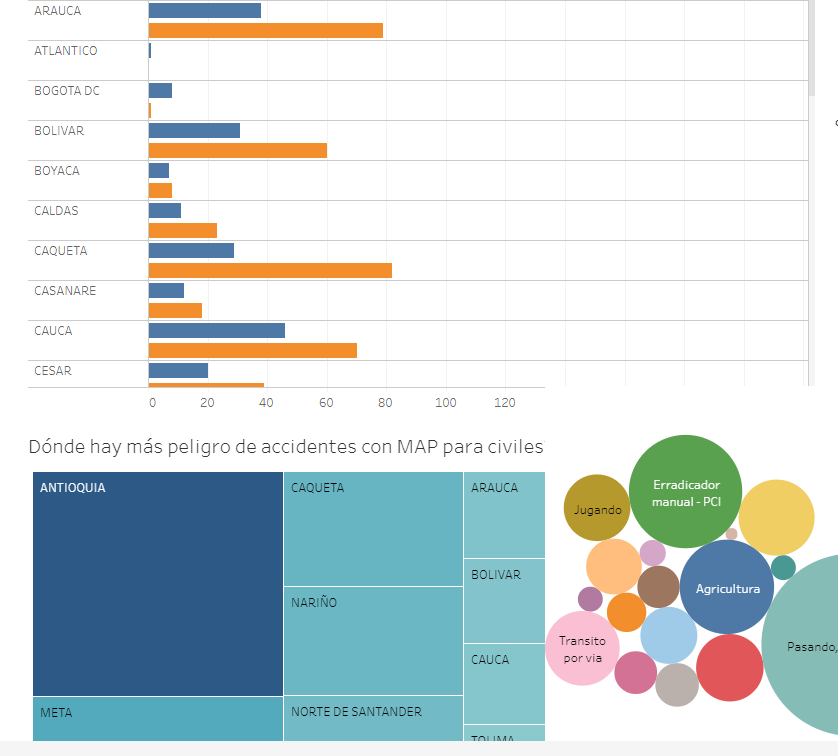 ARAUCA
ATLANTICO
BOGOTA DC
BOLIVAR
BOYACA
CALDAS
CAQUETA
CASANARE
CAUCA
CESAR
0 20 40 60 80 100 120
Dónde hay más peligro de accidentes con MAP para civiles
ANTIOQUIA
META
CAQUETA
NARIÑO
NORTE DE SANTANDER
ARAUCA
BOLIVAR
CAUCA
TOLIMA
Jugando
Erradicador
manual - PCI
Agricultura
Transito
por via
Pasando,